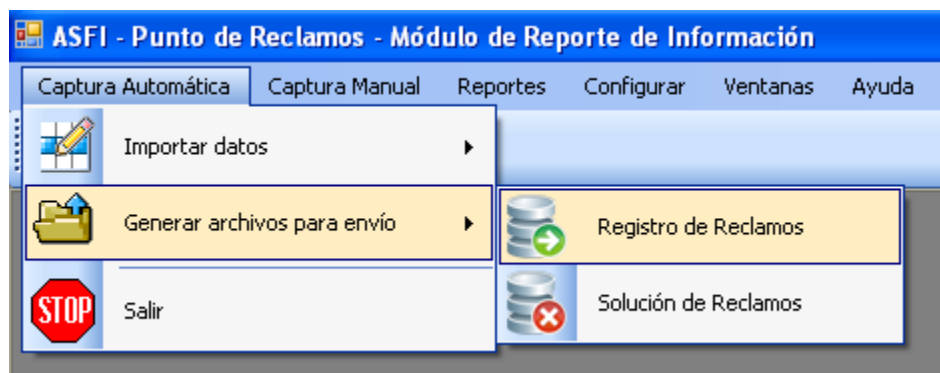 ASFI - Punto de Reclamos - Módulo de Reporte de Información
Captura Automática Captura Manual Reportes Configurar Ventanas Ayuda
Importar datos
Generar archivos para envío
Registro de Reclamos
Solución de Reclamos
STOP Salir